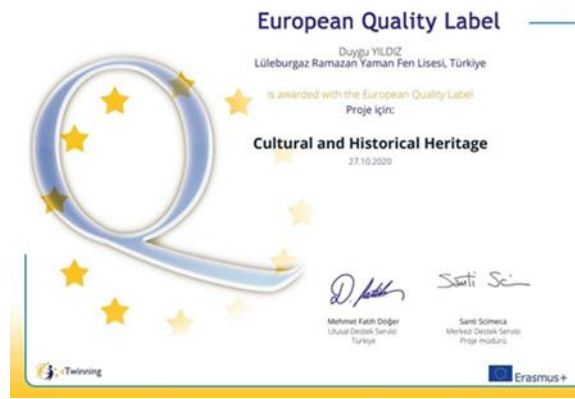 European Quality Label
Duygu YILDIZ
Lüleburgaz Ramazan Yaman Fen Lisesi, Türkiye
is awarded with the European Quality Label
Proje için:
Cultural and Historical Heritage
27.10.2020
Mehmet Fatih Döğer
Ulusal Destek Servisi
Türkiye
Santi Scimeca
Merkezi Destek Servisi
Proje müdürü
eTwinning
Erasmus+